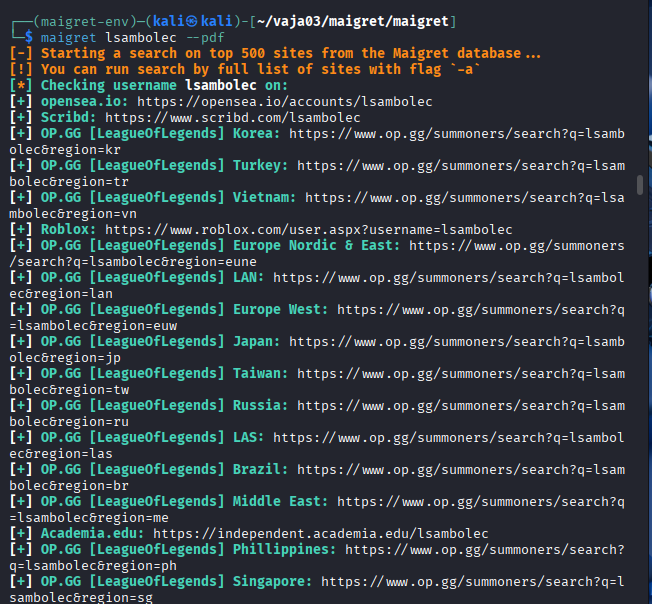 ┌──(maigret-env)─(kali㉿kali)-[~/vaja03/maigret/maigret]
└─$ maigret lsambolec --pdf
[-] Starting a search on top 500 sites from the Maigret database...
[!] You can run search by full list of sites with flag `-a`
[*] Checking username lsambolec on:
[+] opensea.io: https://opensea.io/accounts/lsambolec
[+] Scribd: https://www.scribd.com/lsambolec
[+] OP.GG [LeagueOfLegends] Korea: https://www.op.gg/summoners/search?q=lsamb
olec&region=kr
[+] OP.GG [LeagueOfLegends] Turkey: https://www.op.gg/summoners/search?q=lsam
bolec&region=tr
[+] OP.GG [LeagueOfLegends] Vietnam: https://www.op.gg/summoners/search?q=lsa
mbolec&region=vn
[+] Roblox: https://www.roblox.com/user.aspx?username=lsambolec
[+] OP.GG [LeagueOfLegends] Europe Nordic & East: https://www.op.gg/summoners
/search?q=lsambolec&region=eune
[+] OP.GG [LeagueOfLegends] LAN: https://www.op.gg/summoners/search?q=lsambol
ec&region=lan
[+] OP.GG [LeagueOfLegends] Europe West: https://www.op.gg/summoners/search?q
=lsambolec&region=euw
[+] OP.GG [LeagueOfLegends] Japan: https://www.op.gg/summoners/search?q=lsamb
olec&region=jp
[+] OP.GG [LeagueOfLegends] Taiwan: https://www.op.gg/summoners/search?q=lsam
bolec&region=tw
[+] OP.GG [LeagueOfLegends] Russia: https://www.op.gg/summoners/search?q=lsam
bolec&region=ru
[+] OP.GG [LeagueOfLegends] LAS: https://www.op.gg/summoners/search?q=lsambol
ec&region=las
[+] OP.GG [LeagueOfLegends] Brazil: https://www.op.gg/summoners/search?q=lsam
bolec&region=br
[+] OP.GG [LeagueOfLegends] Middle East: https://www.op.gg/summoners/search?q
=lsambolec&region=me
[+] Academia.edu: https://independent.academia.edu/lsambolec
[+] OP.GG [LeagueOfLegends] Phillippines: https://www.op.gg/summoners/search?
q=lsambolec&region=ph
[+] OP.GG [LeagueOfLegends] Singapore: https://www.op.gg/summoners/search?q=l
sambolec&region=sg